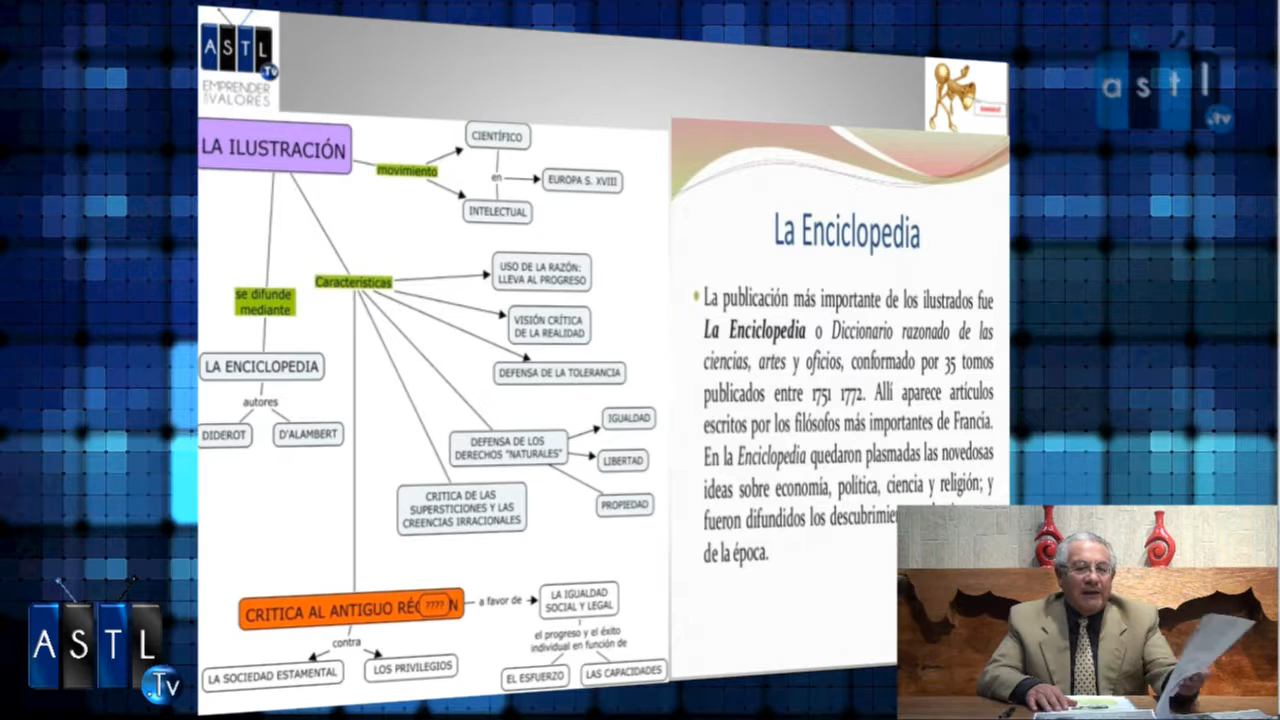 ASTL
.Tv
EMPRENDER
CON VALORES
astl
.tv
LA ILUSTRACIÓN
movimiento
CIENTÍFICO
en
EUROPA S. XVIII
INTELECTUAL
Características
USO DE LA RAZÓN:
LLEVA AL PROGRESO
VISIÓN CRÍTICA
DE LA REALIDAD
DEFENSA DE LA TOLERANCIA
se difunde
mediante
LA ENCICLOPEDIA
autores
DIDEROT
D'ALAMBERT
DEFENSA DE LOS
DERECHOS "NATURALES"
IGUALDAD
LIBERTAD
PROPIEDAD
CRITICA DE LAS
SUPERSTICIONES Y LAS
CREENCIAS IRRACIONALES
CRITICA AL ANTIGUO RÉG ???? N
a favor de
LA IGUALDAD
SOCIAL Y LEGAL
contra
LA SOCIEDAD ESTAMENTAL
LOS PRIVILEGIOS
el progreso y el éxito
individual en función de
EL ESFUERZO
LAS CAPACIDADES
La Enciclopedia
La publicación más importante de los ilustrados fue
La Enciclopedia o Diccionario razonado de las
ciencias, artes y oficios, conformado por 35 tomos
publicados entre 1751 1772. Allí aparece artículos
escritos por los filósofos más importantes de Francia.
En la Enciclopedia quedaron plasmadas las novedosas
ideas sobre economía, política, ciencia y religión; y
fueron difundidos los descubrimie
de la época.
ASTL
.Tv